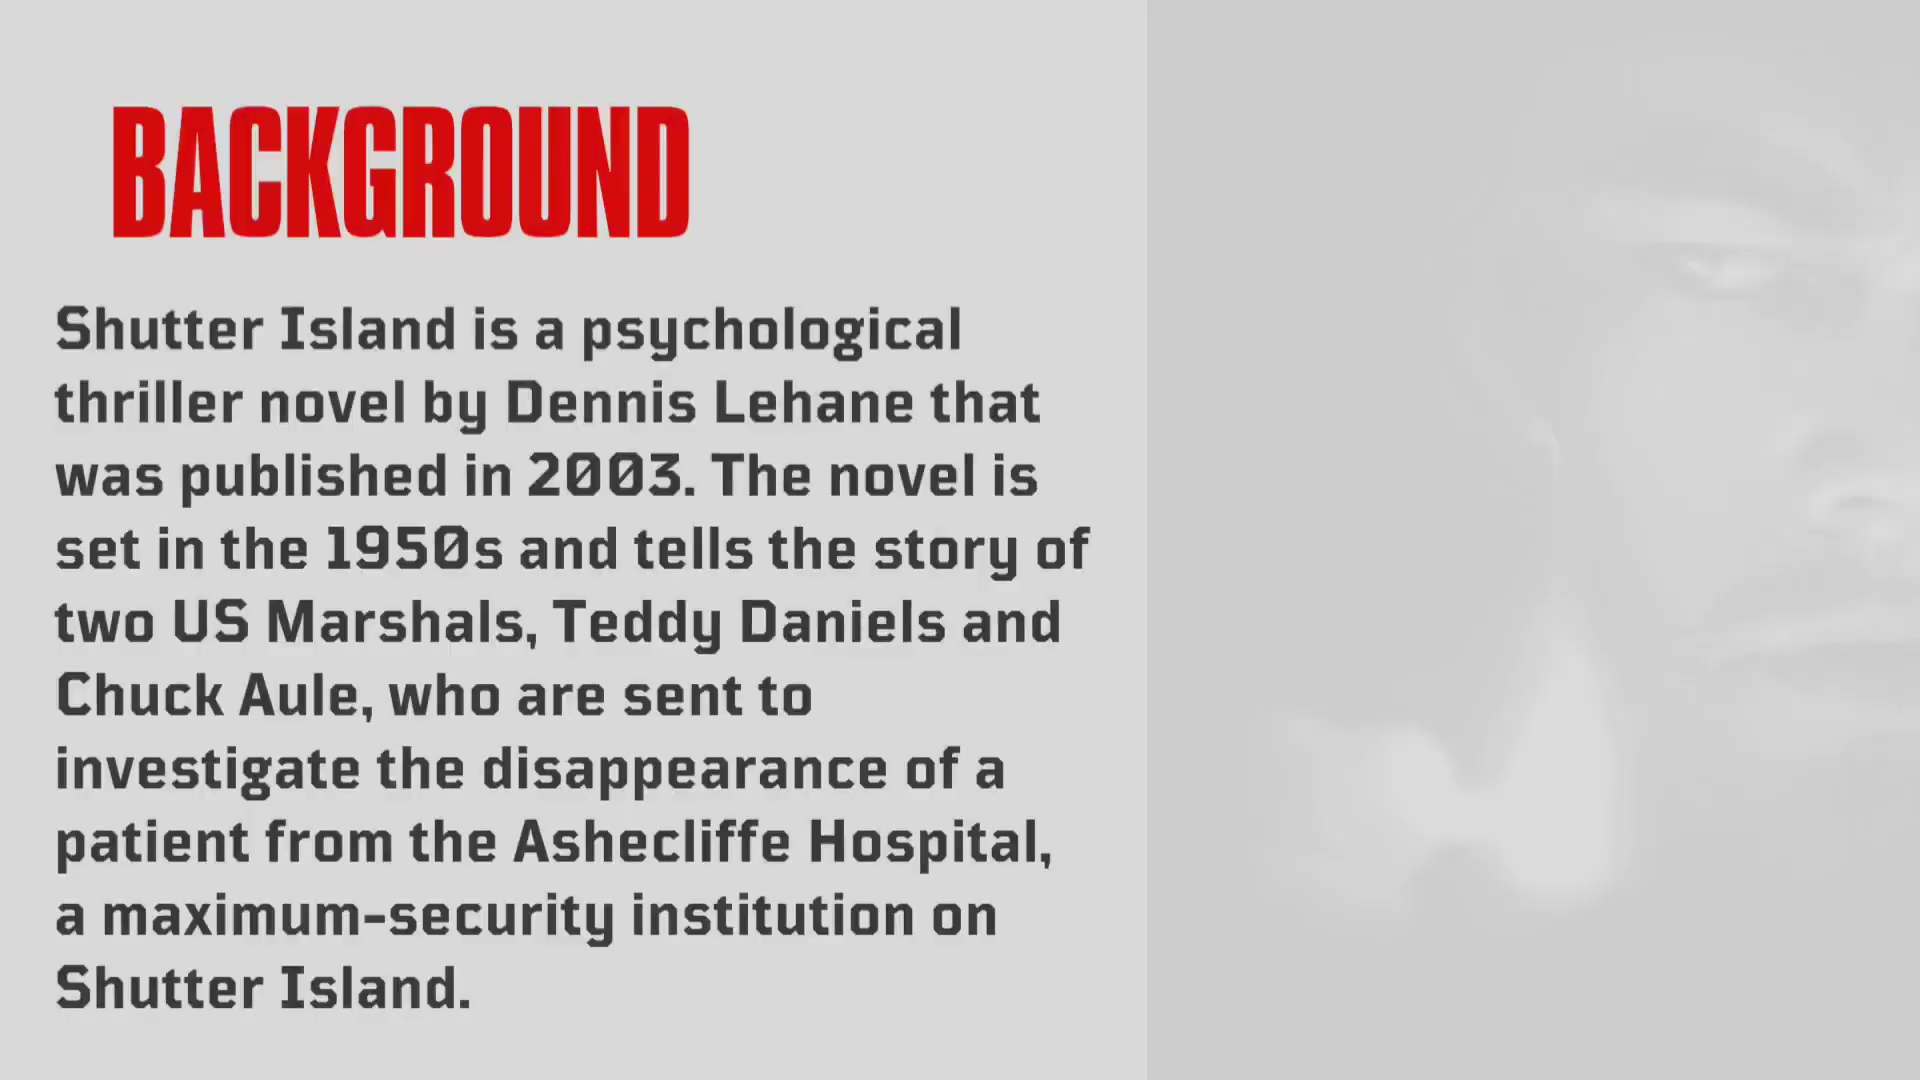 BACKGROUND
Shutter Island is a psychological
thriller novel by Dennis Lehane that
was published in 2003. The novel is
set in the 1950s and tells the story of
two US Marshals, Teddy Daniels and
Chuck Aule, who are sent to
investigate the disappearance of a
patient from the Ashecliffe Hospital,
a maximum-security institution on
Shutter Island.